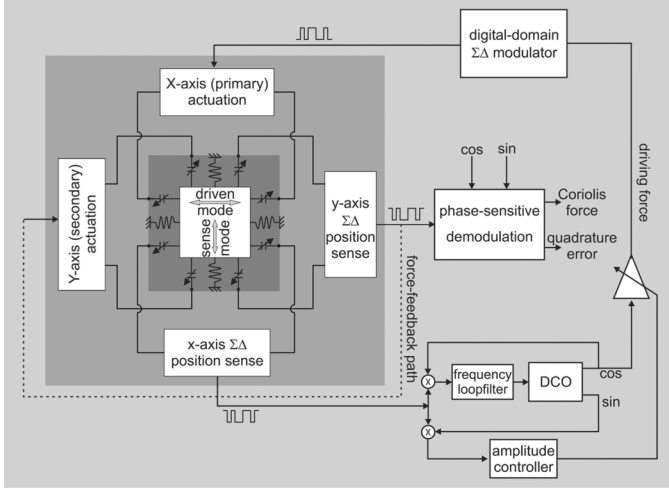 digital-domain
ΣΔ modulator
X-axis (primary)
actuation
driving force
cos
sin
Y-axis (secondary)
actuation
driven
mode
sense
mode
y-axis
ΣΔ
position
sense
phase-sensitive
demodulation
Coriolis
force
quadrature
error
force-feedback path
x-axis ΣΔ
position sense
X
frequency
loopfilter
DCO
cos
sin
X
amplitude
controller